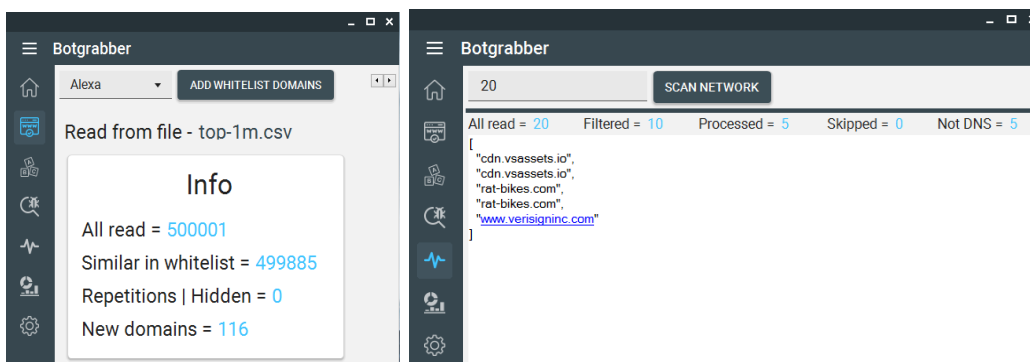 Botgrabber
Alexa
ADD WHITELIST DOMAINS
Read from file - top-1m.csv
Info
All read = 500001
Similar in whitelist = 499885
Repetitions | Hidden = 0
New domains = 116
Botgrabber
20
SCAN NETWORK
All read = 20 Filtered = 10 Processed = 5 Skipped = 0 Not DNS = 5
[
"cdn.vsassets.io",
"cdn.vsassets.io",
"rat-bikes.com",
"rat-bikes.com",
"www.verisigninc.com"
]